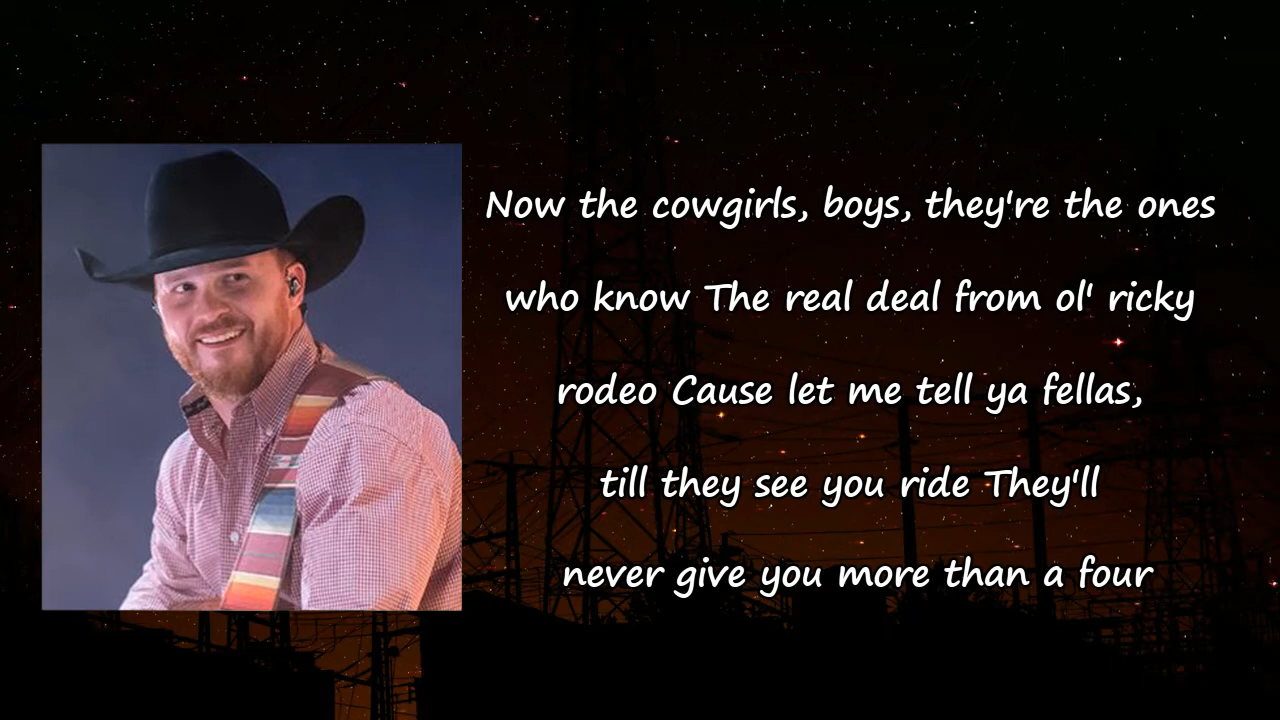 Now the cowgirls, boys, they're the ones
who know The real deal from ol' ricky
rodeo Cause let me tell ya fellas,
till they see you ride They'll
never give you more than a four